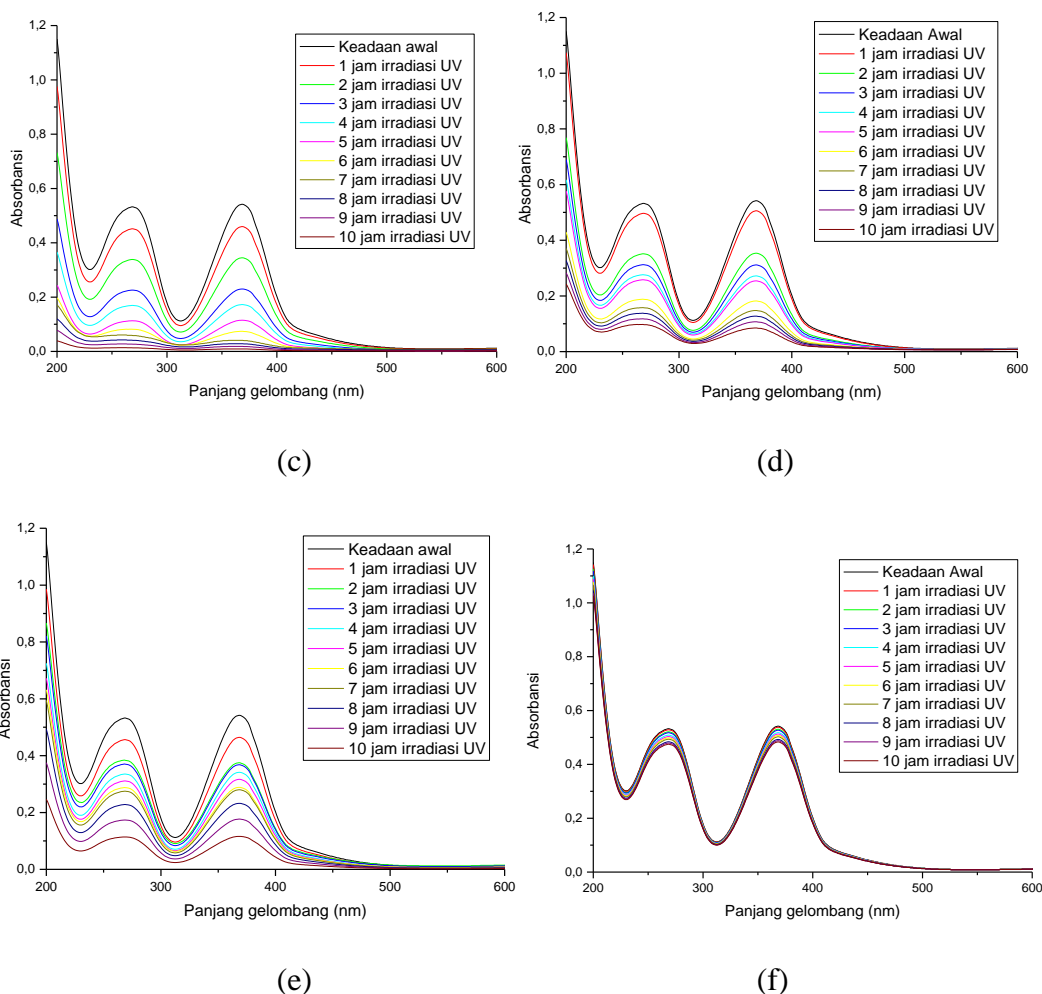 1,2
1,0
0,8
0,6
0,4
0,2
0,0
Absorbansi
200 300 400 500 600
Panjang gelombang (nm)
Keadaan awal
1 jam irradiasi UV
2 jam irradiasi UV
3 jam irradiasi UV
4 jam irradiasi UV
5 jam irradiasi UV
6 jam irradiasi UV
7 jam irradiasi UV
8 jam irradiasi UV
9 jam irradiasi UV
10 jam irradiasi UV
(c)
1,2
1,0
0,8
0,6
0,4
0,2
0,0
Absorbansi
200 300 400 500 600
Panjang gelombang (nm)
Keadaan Awal
1 jam irradiasi UV
2 jam irradiasi UV
3 jam irradiasi UV
4 jam irradiasi UV
5 jam irradiasi UV
6 jam irradiasi UV
7 jam irradiasi UV
8 jam irradiasi UV
9 jam irradiasi UV
10 jam irradiasi UV
(d)
1,2
1,0
0,8
0,6
0,4
0,2
0,0
Absorbansi
200 300 400 500 600
Panjang gelombang (nm)
Keadaan awal
1 jam irradiasi UV
2 jam irradiasi UV
3 jam irradiasi UV
4 jam irradiasi UV
5 jam irradiasi UV
6 jam irradiasi UV
7 jam irradiasi UV
8 jam irradiasi UV
9 jam irradiasi UV
10 jam irradiasi UV
(e)
1,2
1,0
0,8
0,6
0,4
0,2
0,0
Absorbansi
200 300 400 500 600
Panjang gelombang (nm)
Keadaan Awal
1 jam irradiasi UV
2 jam irradiasi UV
3 jam irradiasi UV
4 jam irradiasi UV
5 jam irradiasi UV
6 jam irradiasi UV
7 jam irradiasi UV
8 jam irradiasi UV
9 jam irradiasi UV
10 jam irradiasi UV
(f)